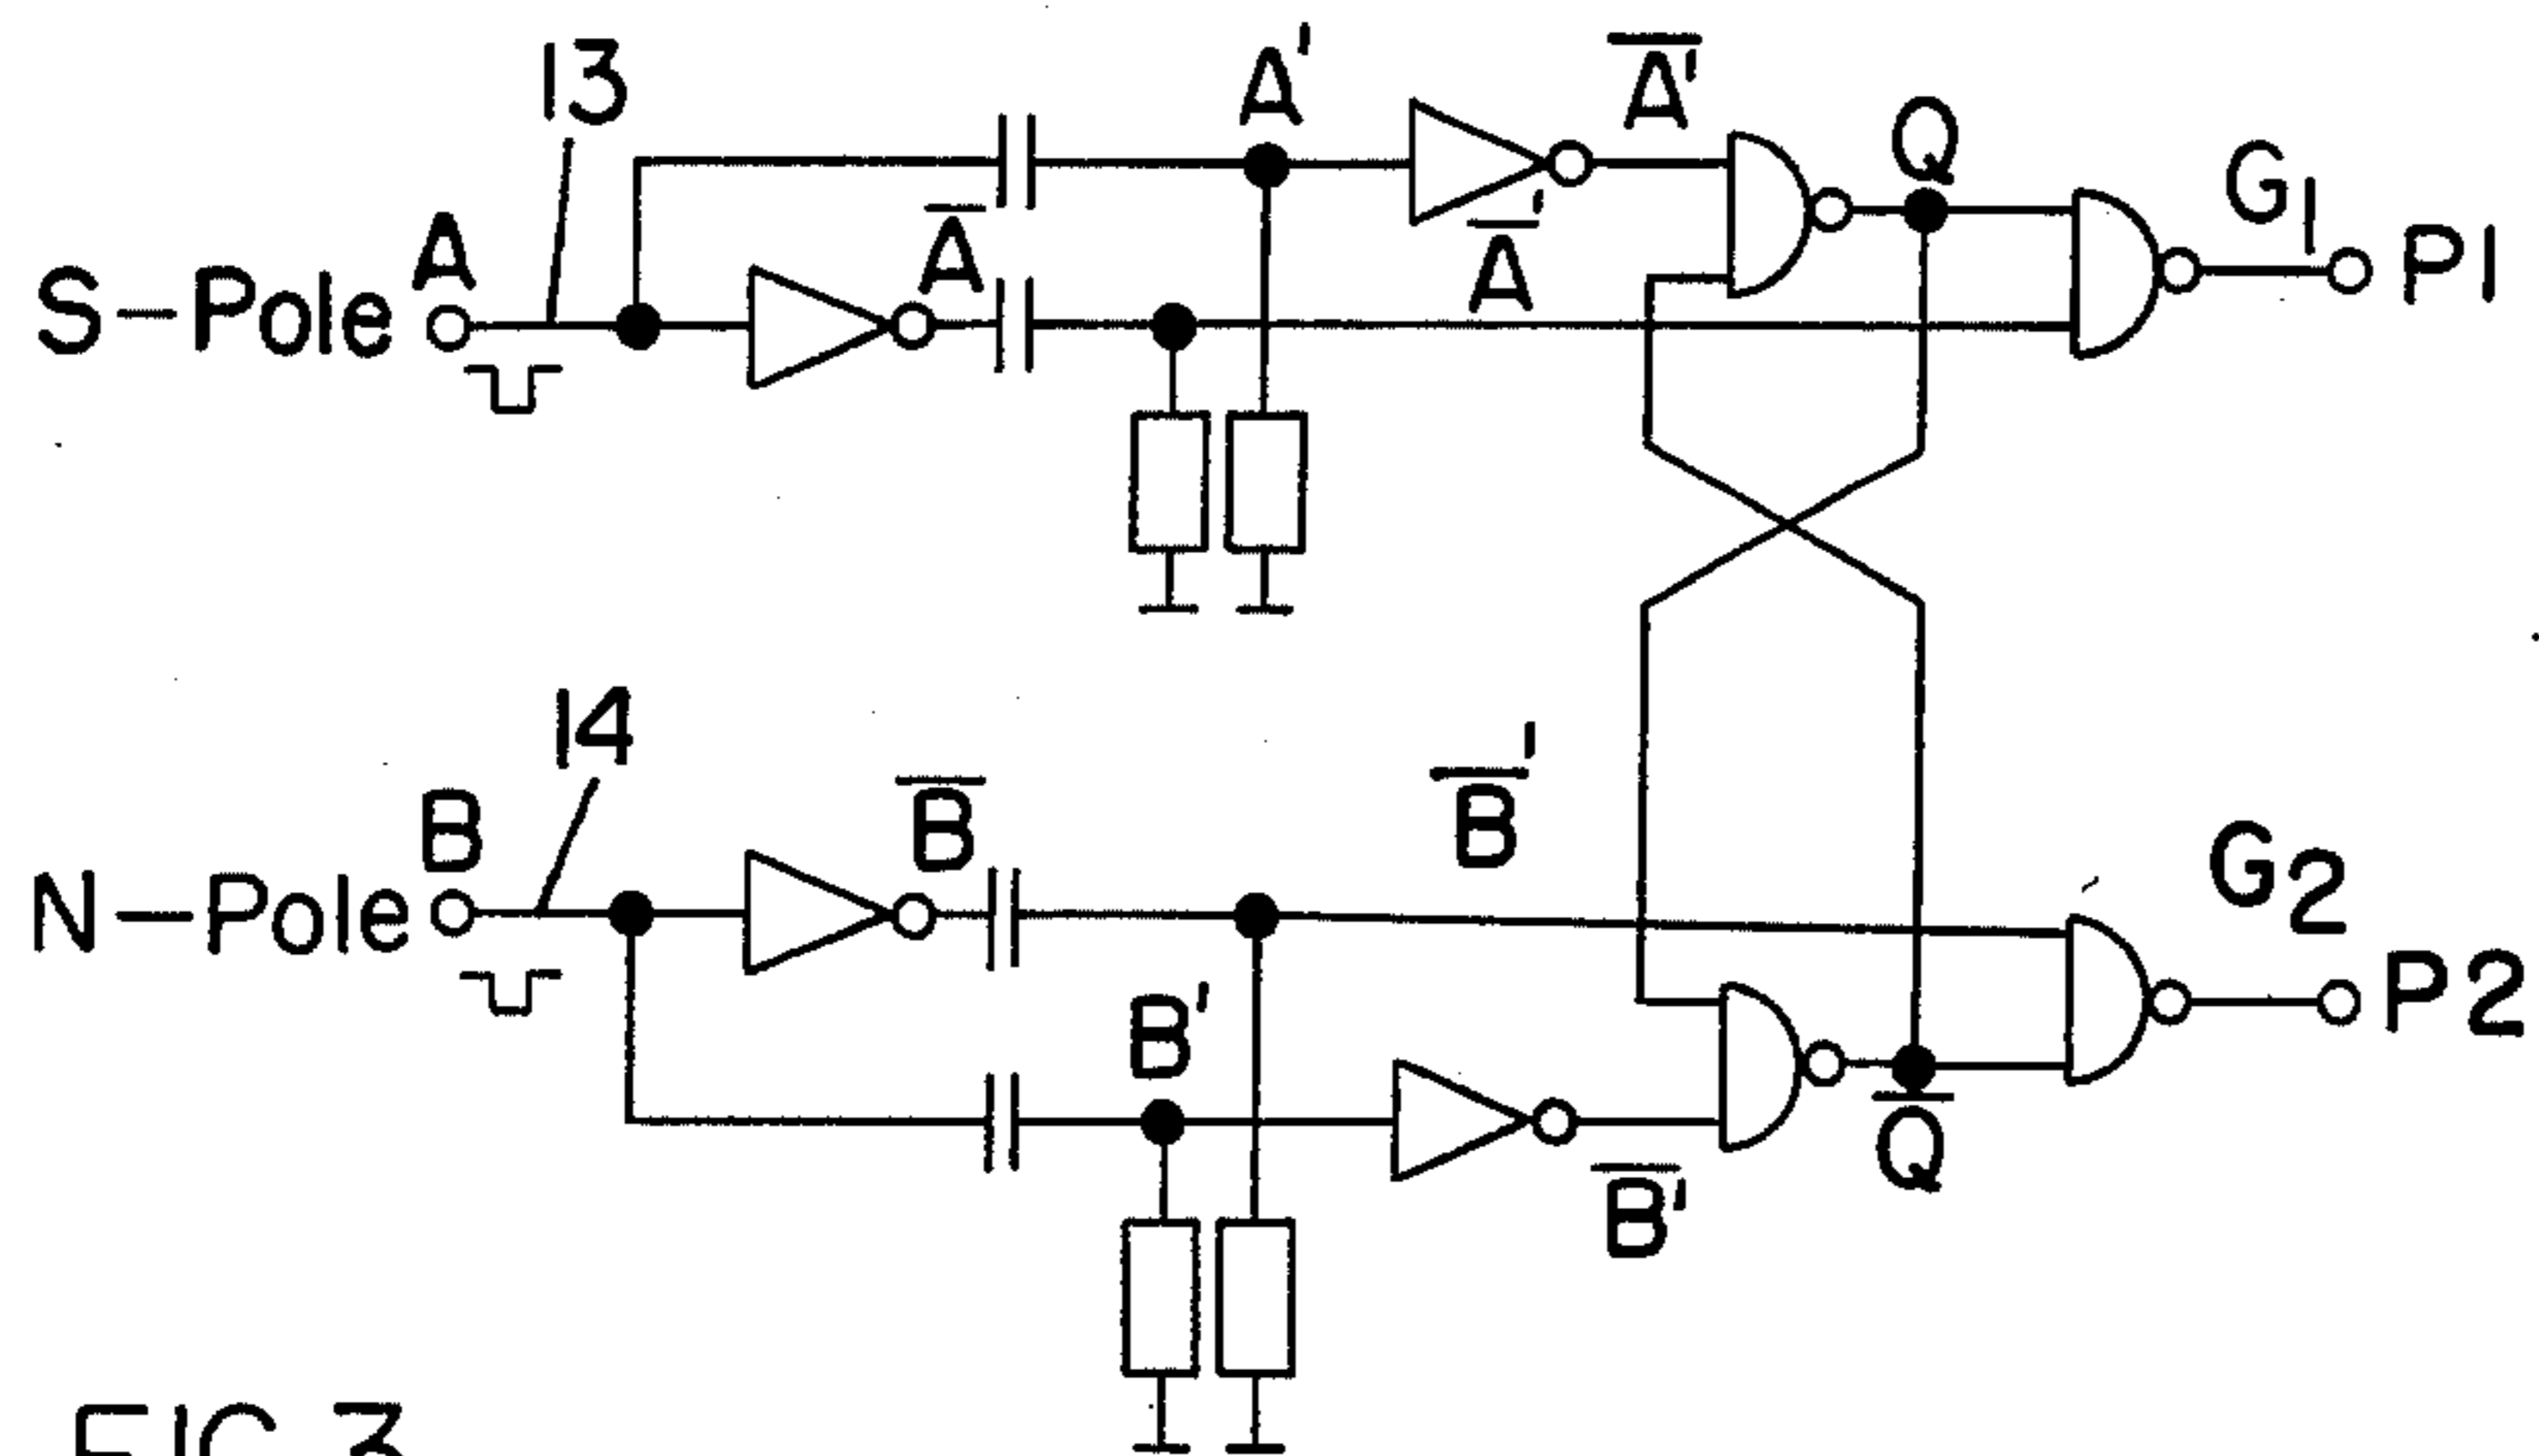 13
A'
A̅'̅
Q
G1
P1
S-Pole
A
A̅
A̅'
14
B̅'
N-Pole
B
B̅
G2
P2
B'
Q̅
B̅'̅
FIG.3